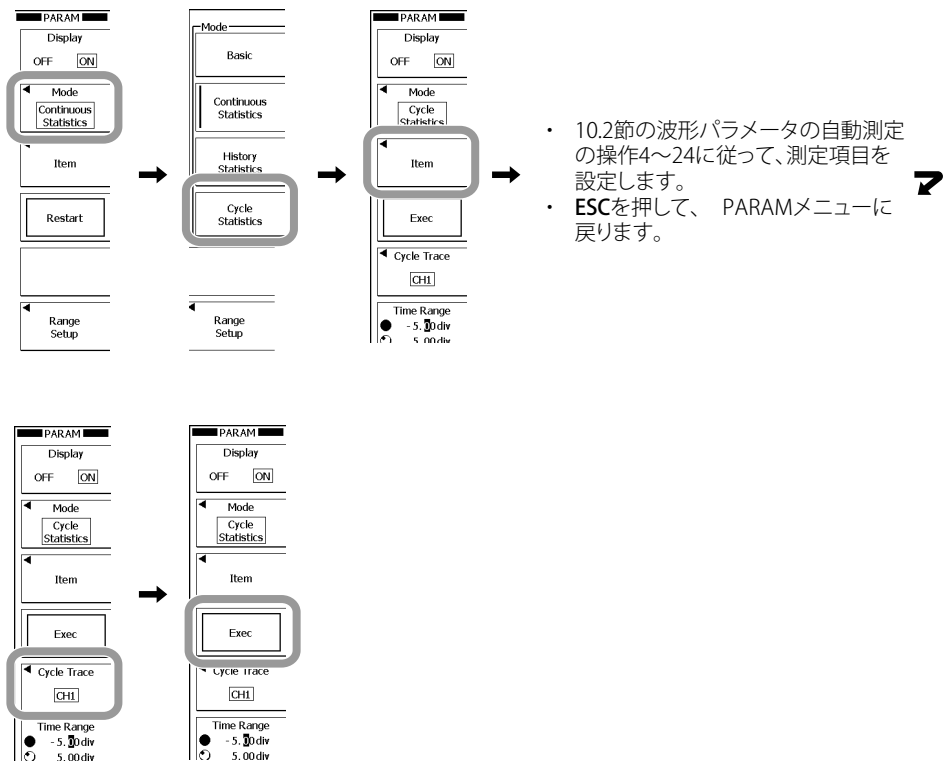 PARAM
Display
OFF ON
Mode
Continuous
Statistics
Item
Restart
Range
Setup
Mode
Basic
Continuous
Statistics
History
Statistics
Cycle
Statistics
Range
Setup
PARAM
Display
OFF ON
Mode
Cycle
Statistics
Item
Exec
Cycle Trace
CH1
Time Range
-5.00div
5.00div
・ 10.2節の波形パラメータの自動測定
の操作4～24に従って、測定項目を
設定します。
・ ESCを押して、 PARAMメニューに
戻ります。
PARAM
Display
OFF ON
Mode
Cycle
Statistics
Item
Exec
Cycle Trace
CH1
Time Range
-5.00div
5.00div
PARAM
Display
OFF ON
Mode
Cycle
Statistics
Item
Exec
Cycle Trace
CH1
Time Range
-5.00div
5.00div